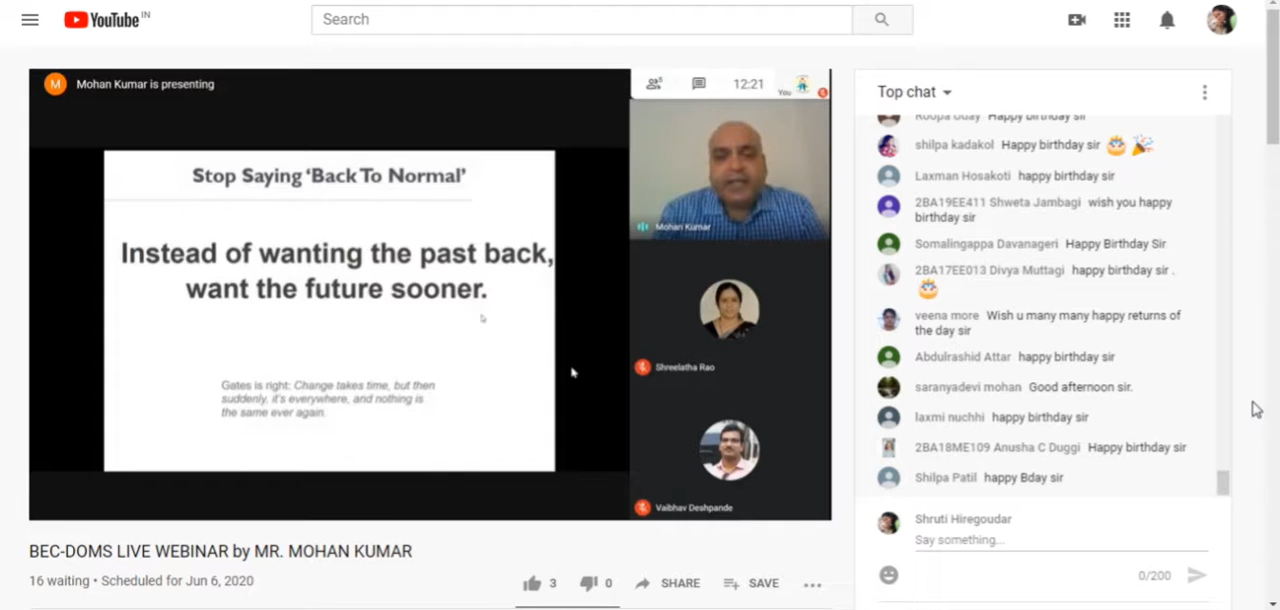 YouTube IN
Search
M
Mohan Kumar is presenting
5
12:21
You
Stop Saying ‘Back To Normal’
Instead of wanting the past back,
want the future sooner.
Gates is right: Change takes time, but then
suddenly, it's everywhere, and nothing is
the same ever again.
Mohan Kumar
Shreelatha Rao
Vaibhav Deshpande
BEC-DOMS LIVE WEBINAR by MR. MOHAN KUMAR
16 waiting • Scheduled for Jun 6, 2020
3
0
SHARE
SAVE
Top chat
Roopa Uday Happy birthday sir
shilpa kadakol Happy birthday sir
Laxman Hosakoti happy birthday sir
2BA19EE411 Shweta Jambagi wish you happy
birthday sir
Somalingappa Davanageri Happy Birthday Sir
2BA17EE013 Divya Muttagi happy birthday sir .
veena more Wish u many many happy returns of
the day sir
Abdulrashid Attar happy birthday sir
saranyadevi mohan Good afternoon sir.
laxmi nuchhi happy birthday sir
2BA18ME109 Anusha C Duggi Happy birthday sir
Shilpa Patil happy Bday sir
Shruti Hiregoudar
Say something...
0/200